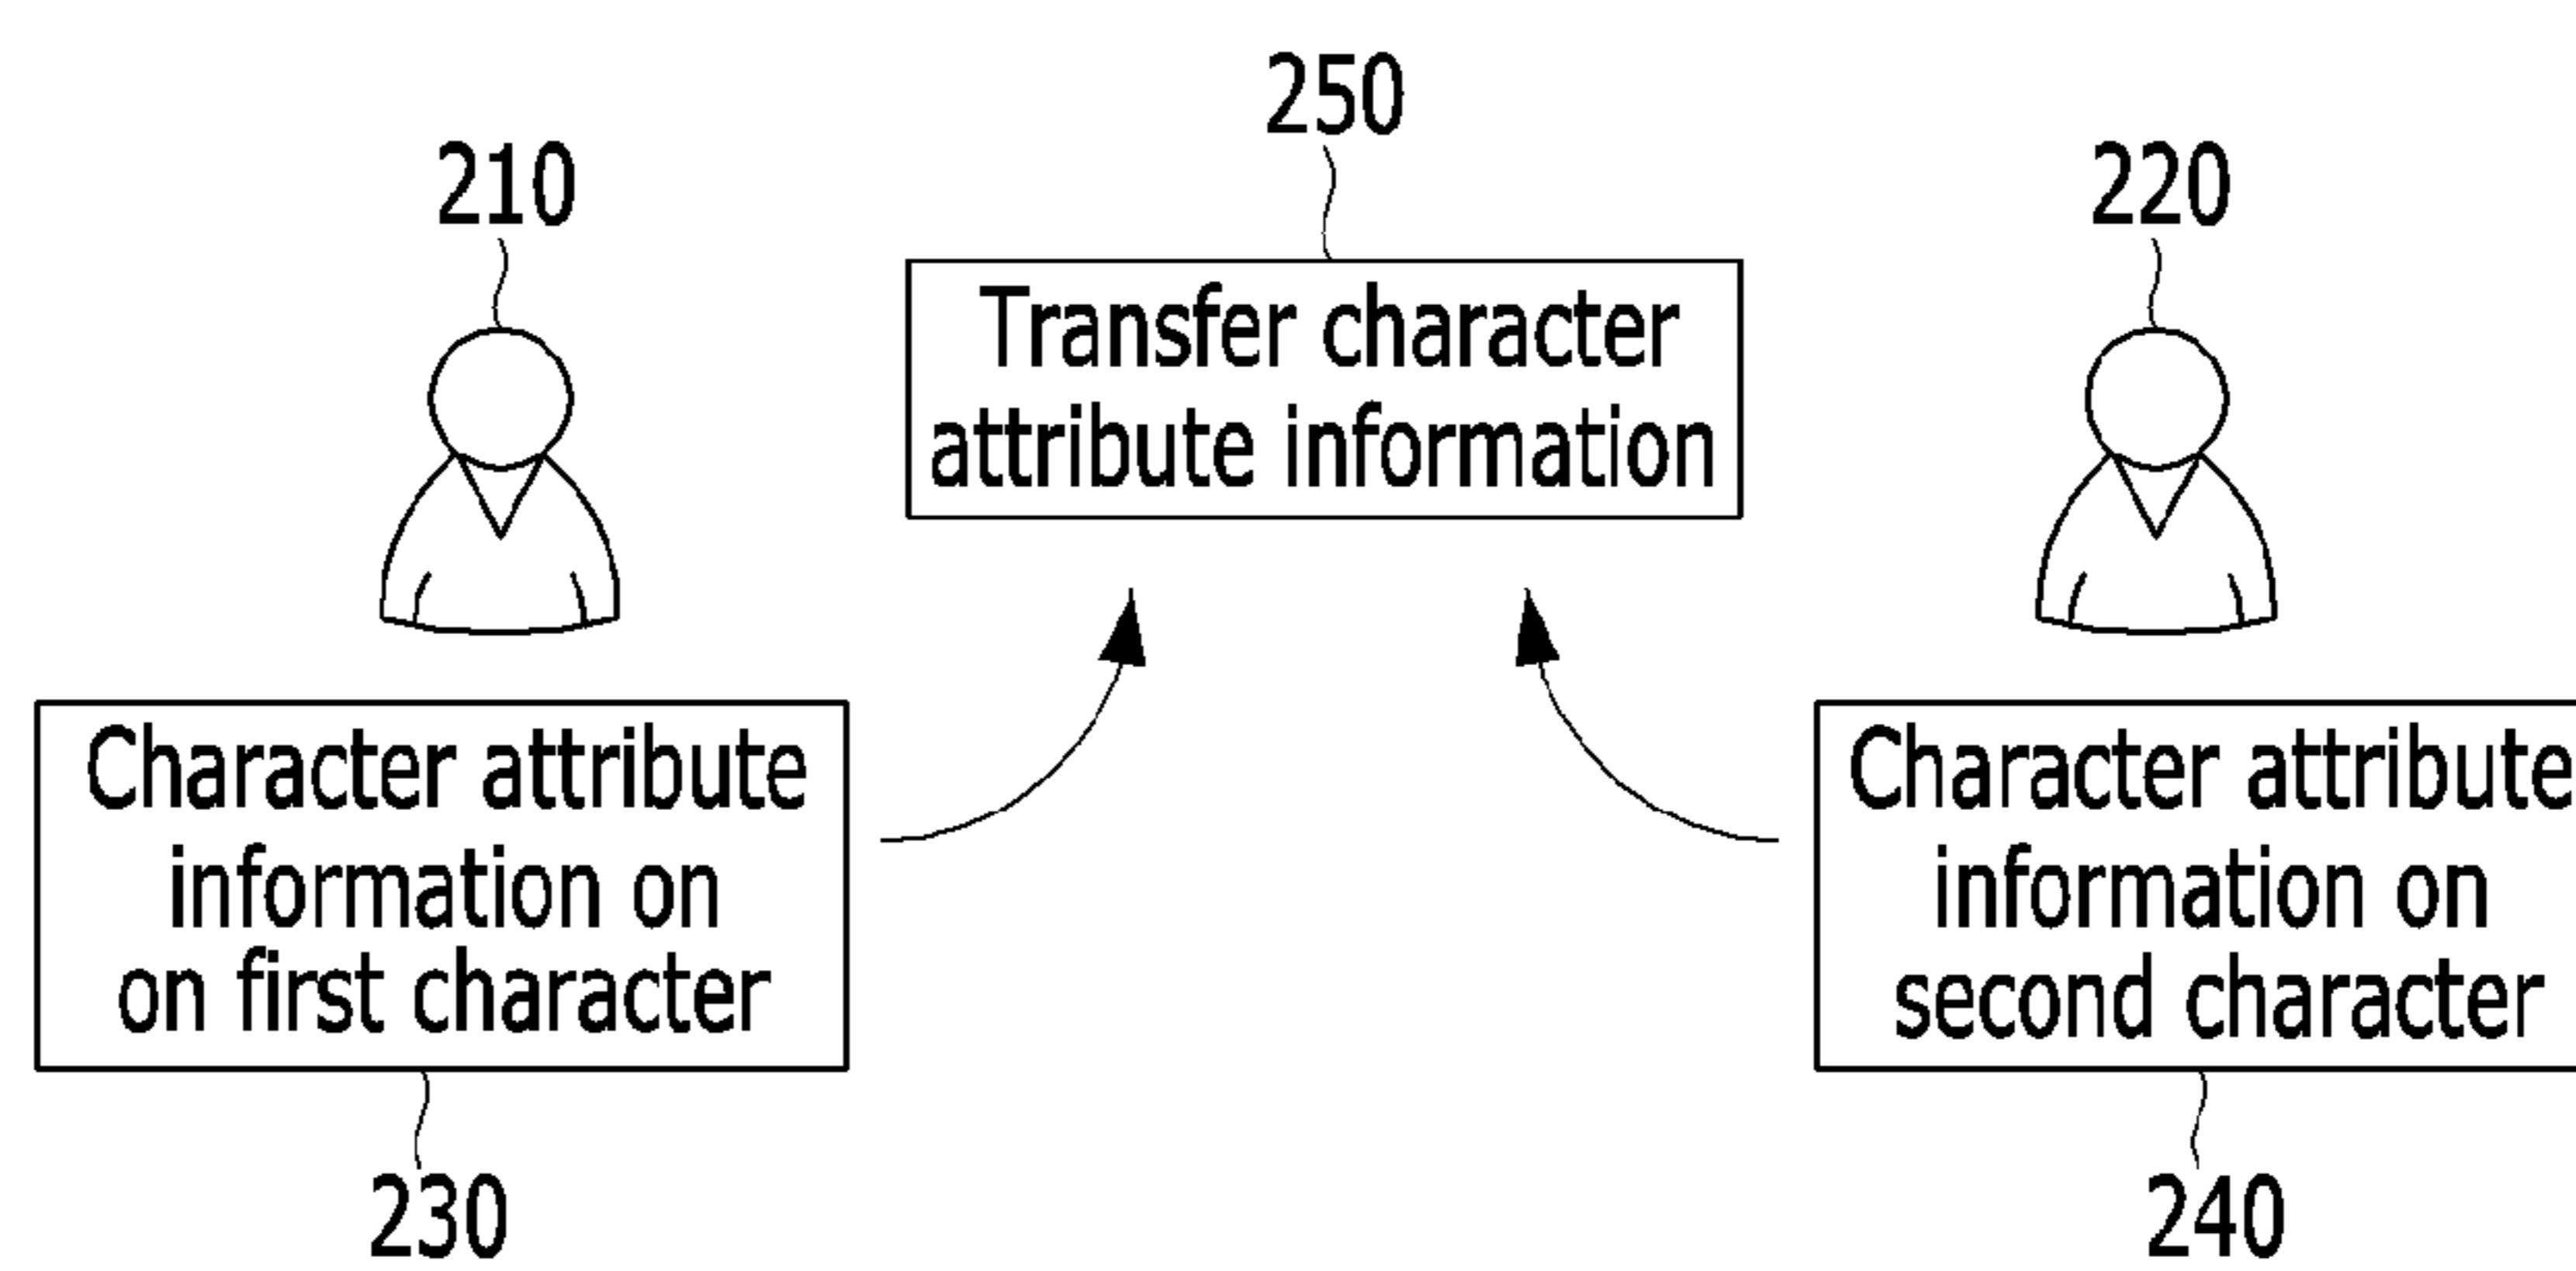 250
210
220
Transfer character
attribute information
Character attribute
information on
on first character
Character attribute
information on
second character
230
240